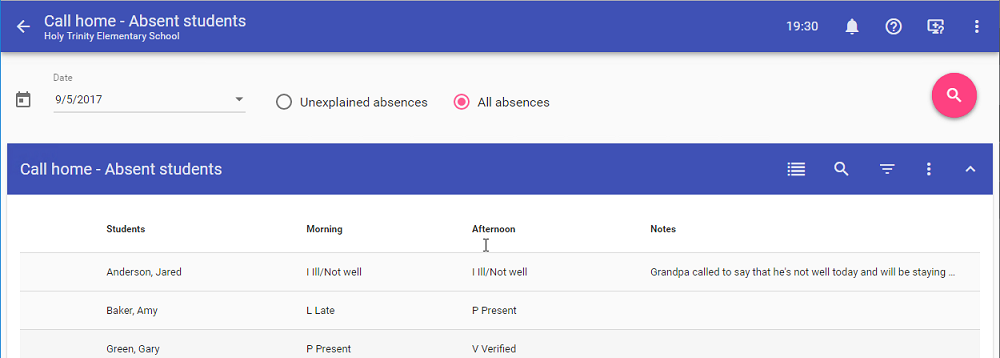 Call home - Absent students
Holy Trinity Elementary School
19:30
Date
9/5/2017
Unexplained absences
All absences
Call home - Absent students
Students Morning Afternoon Notes
Anderson, Jared I Ill/Not well I Ill/Not well Grandpa called to say that he's not well today and will be staying ...
Baker, Amy L Late P Present
Green, Gary P Present V Verified